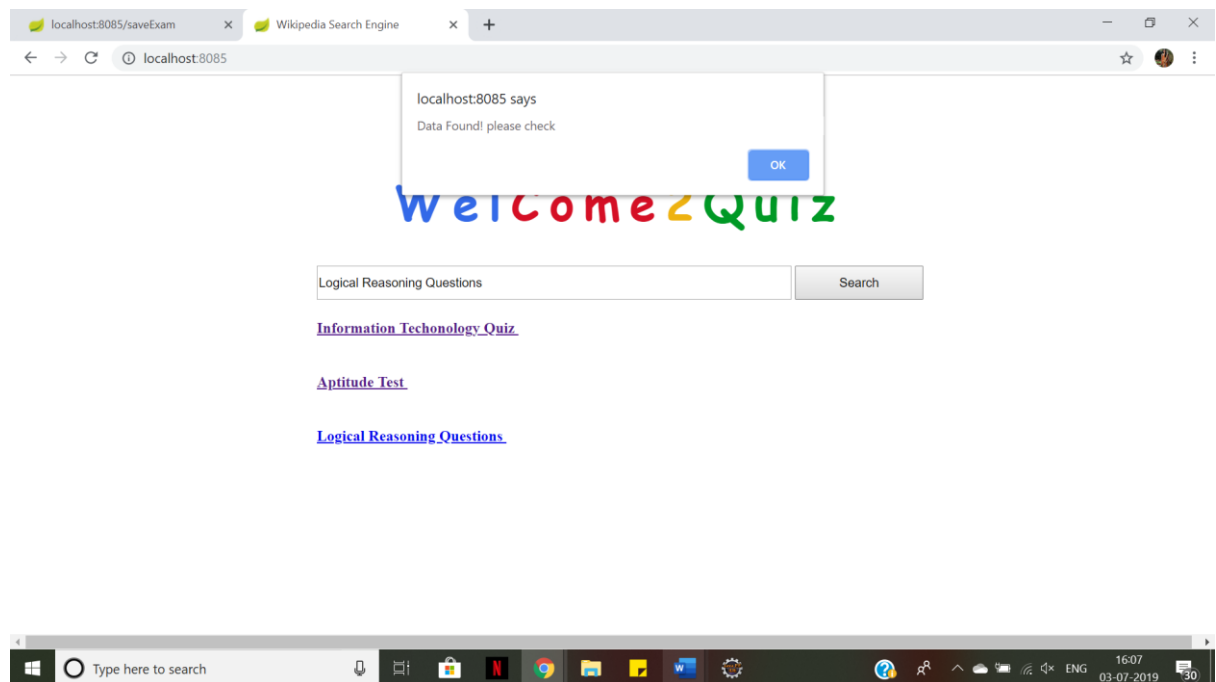 localhost:8085/saveExam
Wikipedia Search Engine
localhost:8085
localhost:8085 says
Data Found! please check
OK
Welcome2Quiz
Logical Reasoning Questions
Search
Information Techonology Quiz
Aptitude Test
Logical Reasoning Questions
Type here to search
ENG
16:07
03-07-2019
30